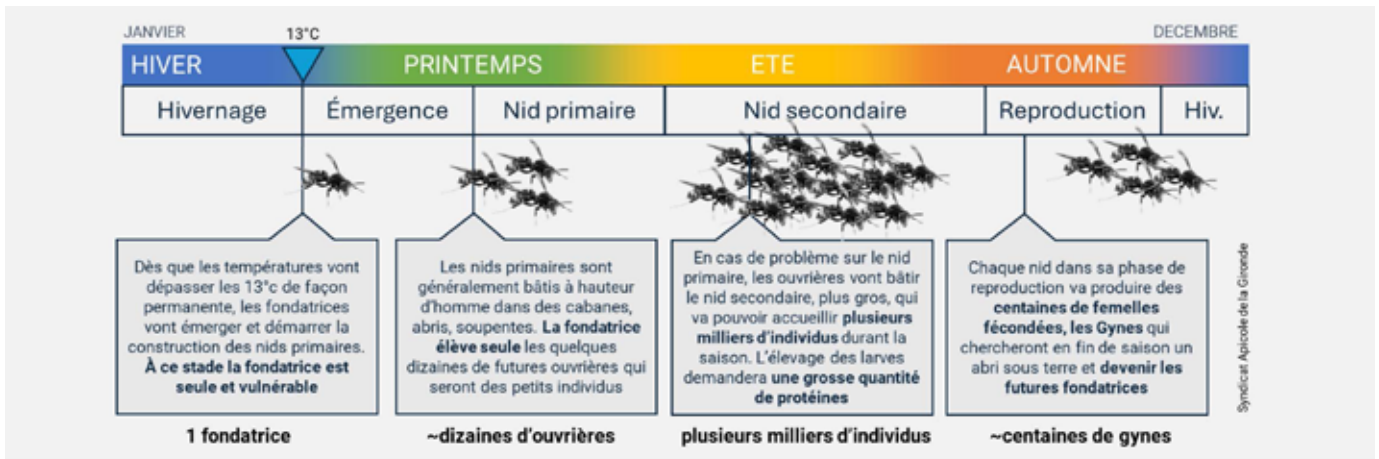 JANVIER
13°C
DECEMBRE
HIVER
PRINTEMPS
ETE
AUTOMNE
Hivernage
Émergence
Nid primaire
Nid secondaire
Reproduction
Hiv.
Dès que les températures vont
dépasser les 13°c de façon
permanente, les fondatrices
vont émerger et démarrer la
construction des nids primaires.
À ce stade la fondatrice est
seule et vulnérable
Les nids primaires sont
généralement bâtis à hauteur
d'homme dans des cabanes,
abris, soupentes. La fondatrice
élève seule les quelques
dizaines de futures ouvrières qui
seront des petits individus
En cas de problème sur le nid
primaire, les ouvrières vont bâtir
le nid secondaire, plus gros, qui
va pouvoir accueillir plusieurs
milliers d'individus durant la
saison. L'élevage des larves
demandera une grosse quantité
de protéines
Chaque nid dans sa phase de
reproduction va produire des
centaines de femelles
fécondées, les Gynes qui
chercheront en fin de saison un
abri sous terre et devenir les
futures fondatrices
Syndicat Apicole de la Gironde
1 fondatrice
~dizaines d'ouvrières
plusieurs milliers d'individus
~centaines de gynes